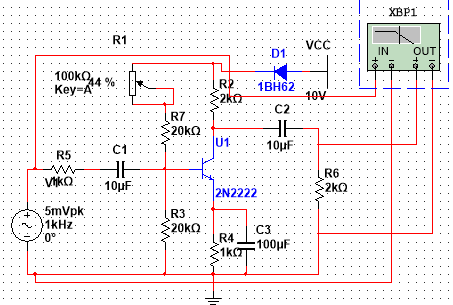 XBP1
IN OUT
R1
D1
VCC
1BH62
10V
100kΩ
44 %
Key=A
R2
2kΩ
C2
10µF
R7
20kΩ
U1
2N2222
C1
10µF
R5
1kΩ
V1
5mVpk
1kHz
0°
R3
20kΩ
R4
1kΩ
C3
100µF
R6
2kΩ